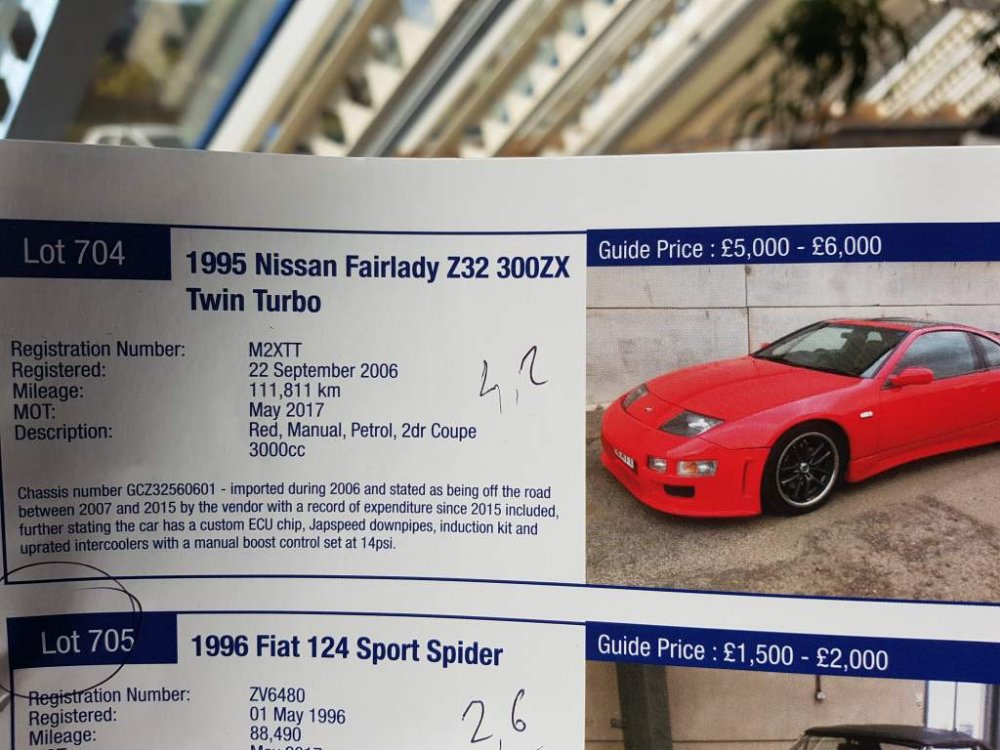 Lot 704
1995 Nissan Fairlady Z32 300ZX
Twin Turbo
Guide Price : £5,000 - £6,000
Registration Number: M2XTT
Registered: 22 September 2006
Mileage: 111,811 km
MOT: May 2017
Description: Red, Manual, Petrol, 2dr Coupe
3000cc
4,2
Chassis number GCZ32560601 - imported during 2006 and stated as being off the road
between 2007 and 2015 by the vendor with a record of expenditure since 2015 included,
further stating the car has a custom ECU chip, Japspeed downpipes, induction kit and
uprated intercoolers with a manual boost control set at 14psi.
Lot 705
1996 Fiat 124 Sport Spider
Guide Price : £1,500 - £2,000
Registration Number: ZV6480
Registered: 01 May 1996
Mileage: 88,490
2,6